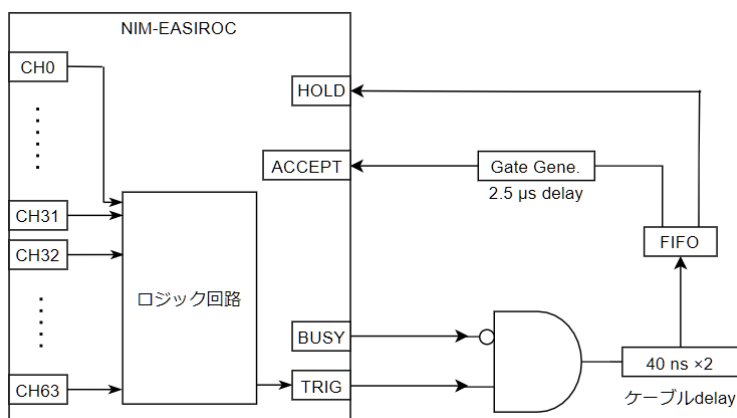 NIM-EASIROC
CH0
HOLD
ACCEPT
Gate Gene.
2.5 μs delay
CH31
CH32
FIFO
ロジック回路
BUSY
TRIG
40 ns ×2
CH63
ケーブルdelay